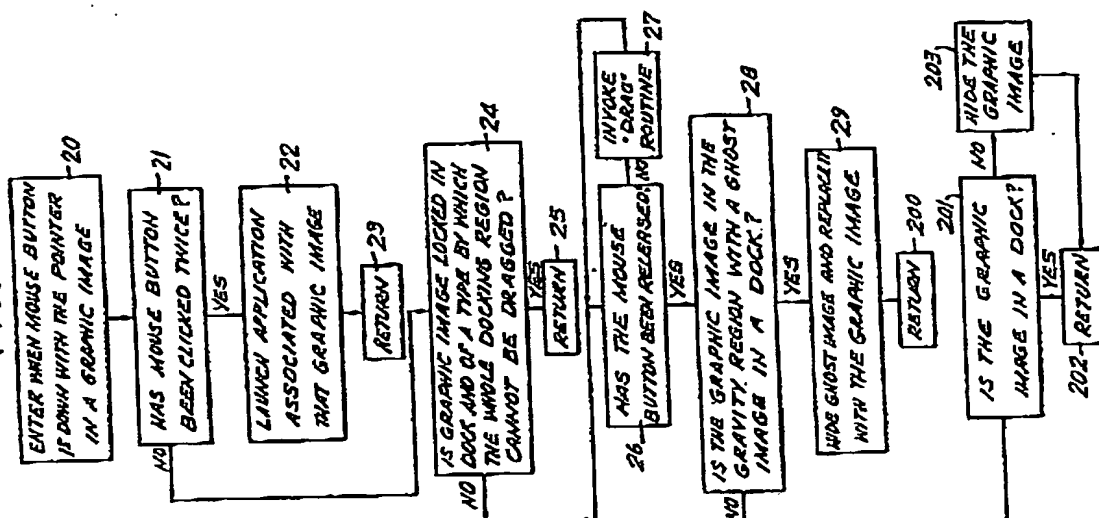 ENTER WHEN MOUSE BUTTON
IS DOWN WITH THE POINTER
IN A GRAPHIC IMAGE
20
HAS MOUSE BUTTON
BEEN CLICKED TWICE?
21
NO
YES
LAUNCH APPLICATION
ASSOCIATED WITH
THAT GRAPHIC IMAGE
22
RETURN
23
IS GRAPHIC IMAGE LOCKED IN
DOCK AND OF A TYPE BY WHICH
THE WHOLE DOCKING REGION
CANNOT BE DRAGGED?
24
NO
YES
RETURN
25
HAS THE MOUSE
BUTTON BEEN RELEASED?
26
NO
INVOKE
"DRAG"
ROUTINE
27
YES
IS THE GRAPHIC IMAGE IN THE
GRAVITY REGION WITH A GHOST
IMAGE IN A DOCK?
28
NO
YES
HIDE GHOST IMAGE AND REPLACE IT
WITH THE GRAPHIC IMAGE
29
RETURN
200
IS THE GRAPHIC
IMAGE IN A DOCK?
201
NO
HIDE THE
GRAPHIC
IMAGE
203
YES
RETURN
202